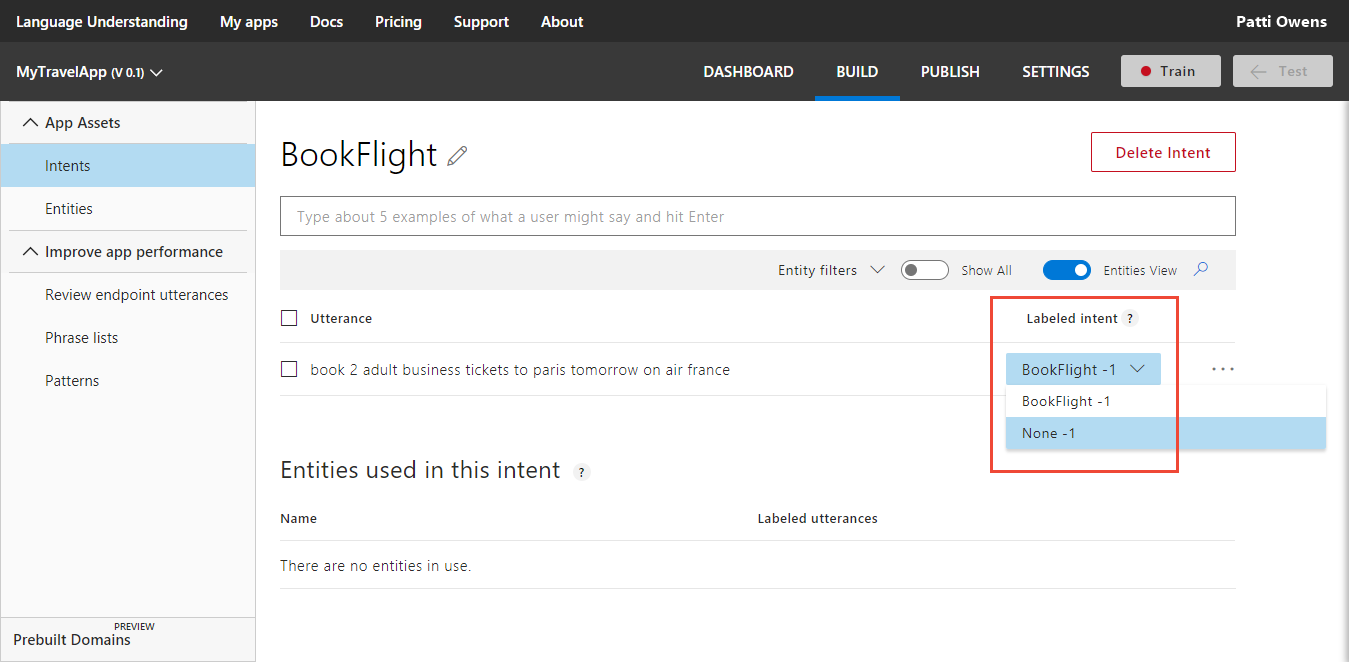 Language Understanding My apps Docs Pricing Support About Patti Owens
MyTravelApp (V 0.1) DASHBOARD BUILD PUBLISH SETTINGS Train Test
App Assets
Intents
Entities
Improve app performance
Review endpoint utterances
Phrase lists
Patterns
PREVIEW
Prebuilt Domains
BookFlight
Delete Intent
Type about 5 examples of what a user might say and hit Enter
Entity filters Show All Entities View
Utterance Labeled intent ?
book 2 adult business tickets to paris tomorrow on air france BookFlight -1 ...
BookFlight -1
None -1
Entities used in this intent ?
Name Labeled utterances
There are no entities in use.